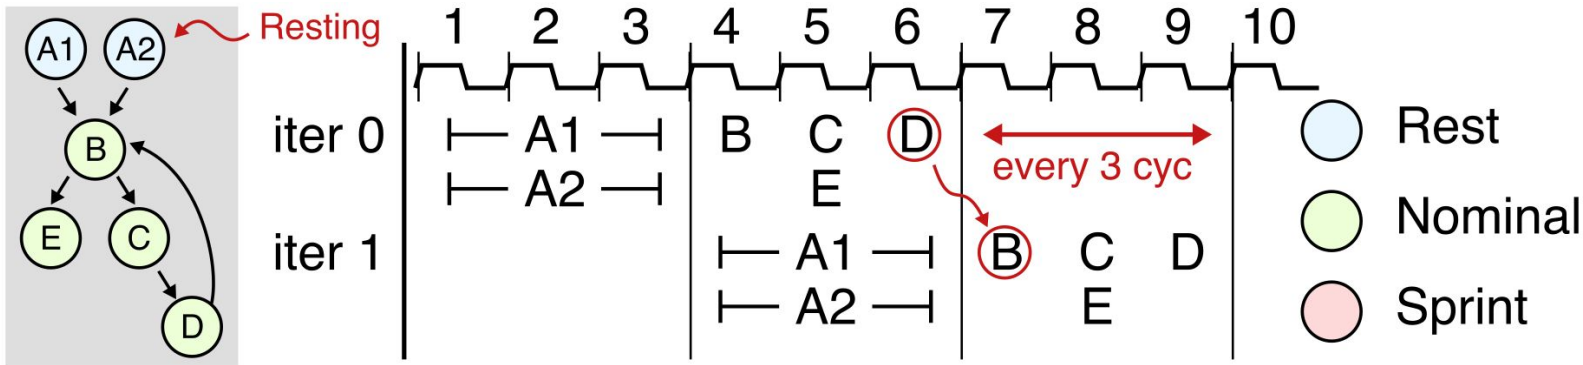 A1 A2 Resting
B
E C
D
1 2 3 4 5 6 7 8 9 10
iter 0 A1 B C D
every 3 cyc
A2 E
iter 1 A1 B C D
A2 E
Rest
Nominal
Sprint